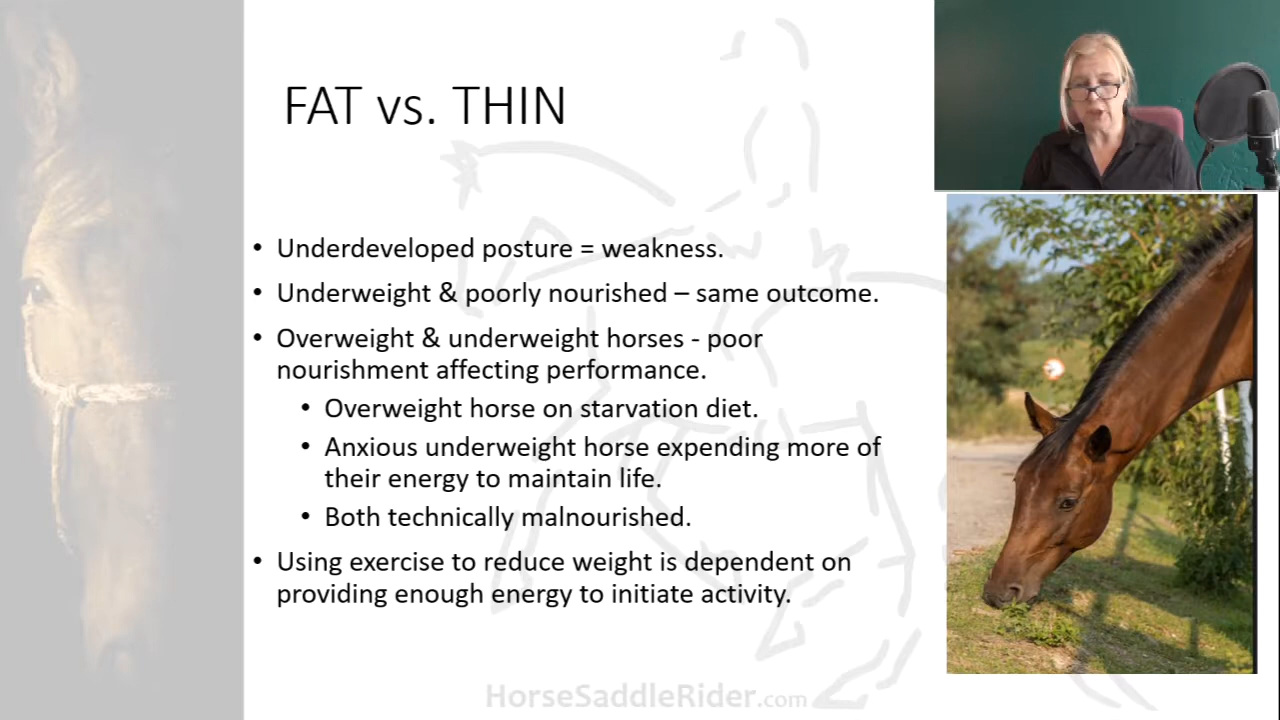 FAT vs. THIN
• Underdeveloped posture = weakness.
• Underweight & poorly nourished – same outcome.
• Overweight & underweight horses - poor
nourishment affecting performance.
• Overweight horse on starvation diet.
• Anxious underweight horse expending more of
their energy to maintain life.
• Both technically malnourished.
• Using exercise to reduce weight is dependent on
providing enough energy to initiate activity.
HorseSaddleRider.com